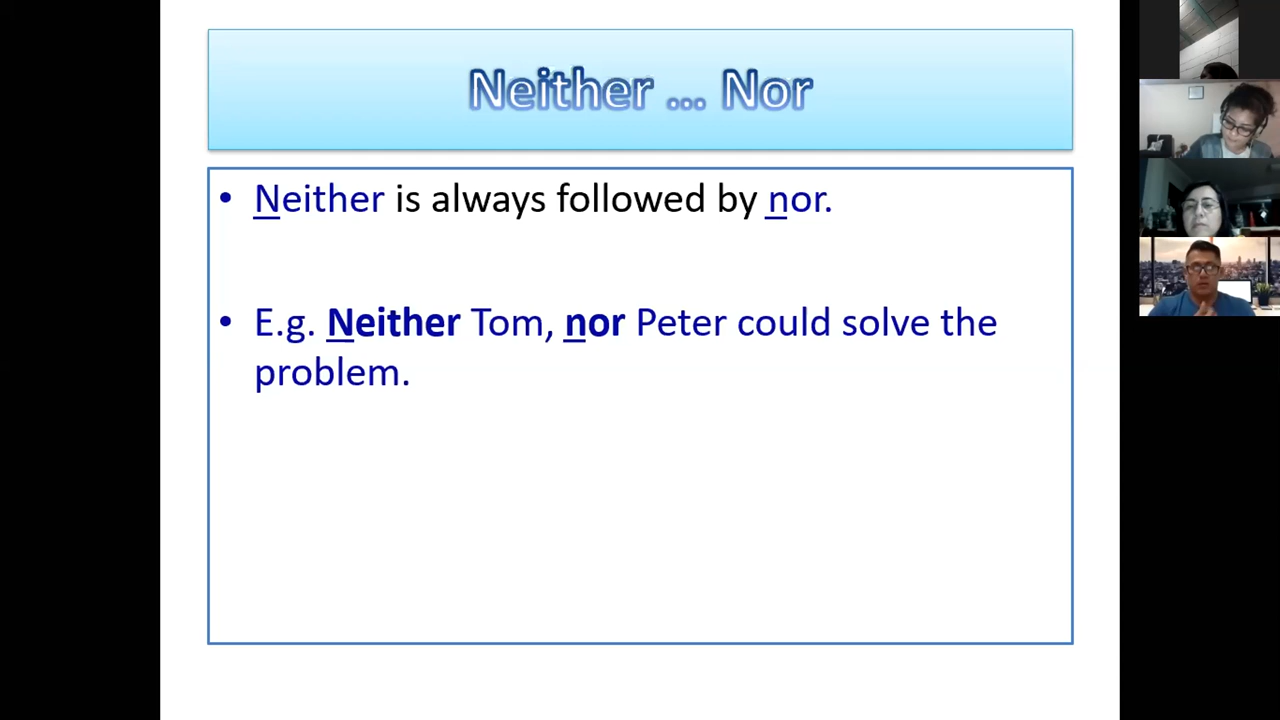 Neither ... Nor
• Neither is always followed by nor.
• E.g. Neither Tom, nor Peter could solve the
problem.